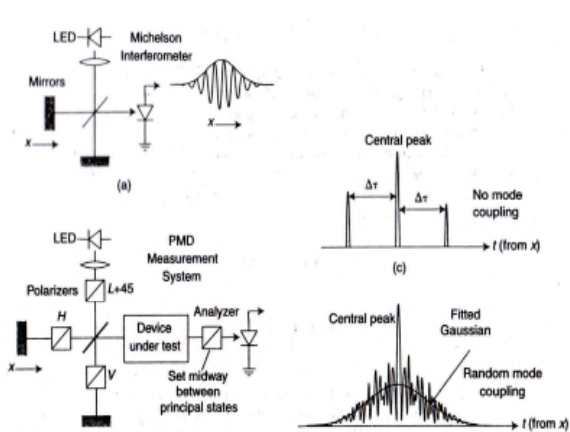 LED
Michelson
Interferometer
Mirrors
x
x
(a)
LED
PMD
Measurement
System
Polarizers
L+45
H
Analyzer
Device
under test
x
V
Set midway
between
principal states
Central peak
Δτ
Δτ
No mode
coupling
t (from x)
(c)
Central peak
Fitted
Gaussian
Random mode
coupling
t (from x)